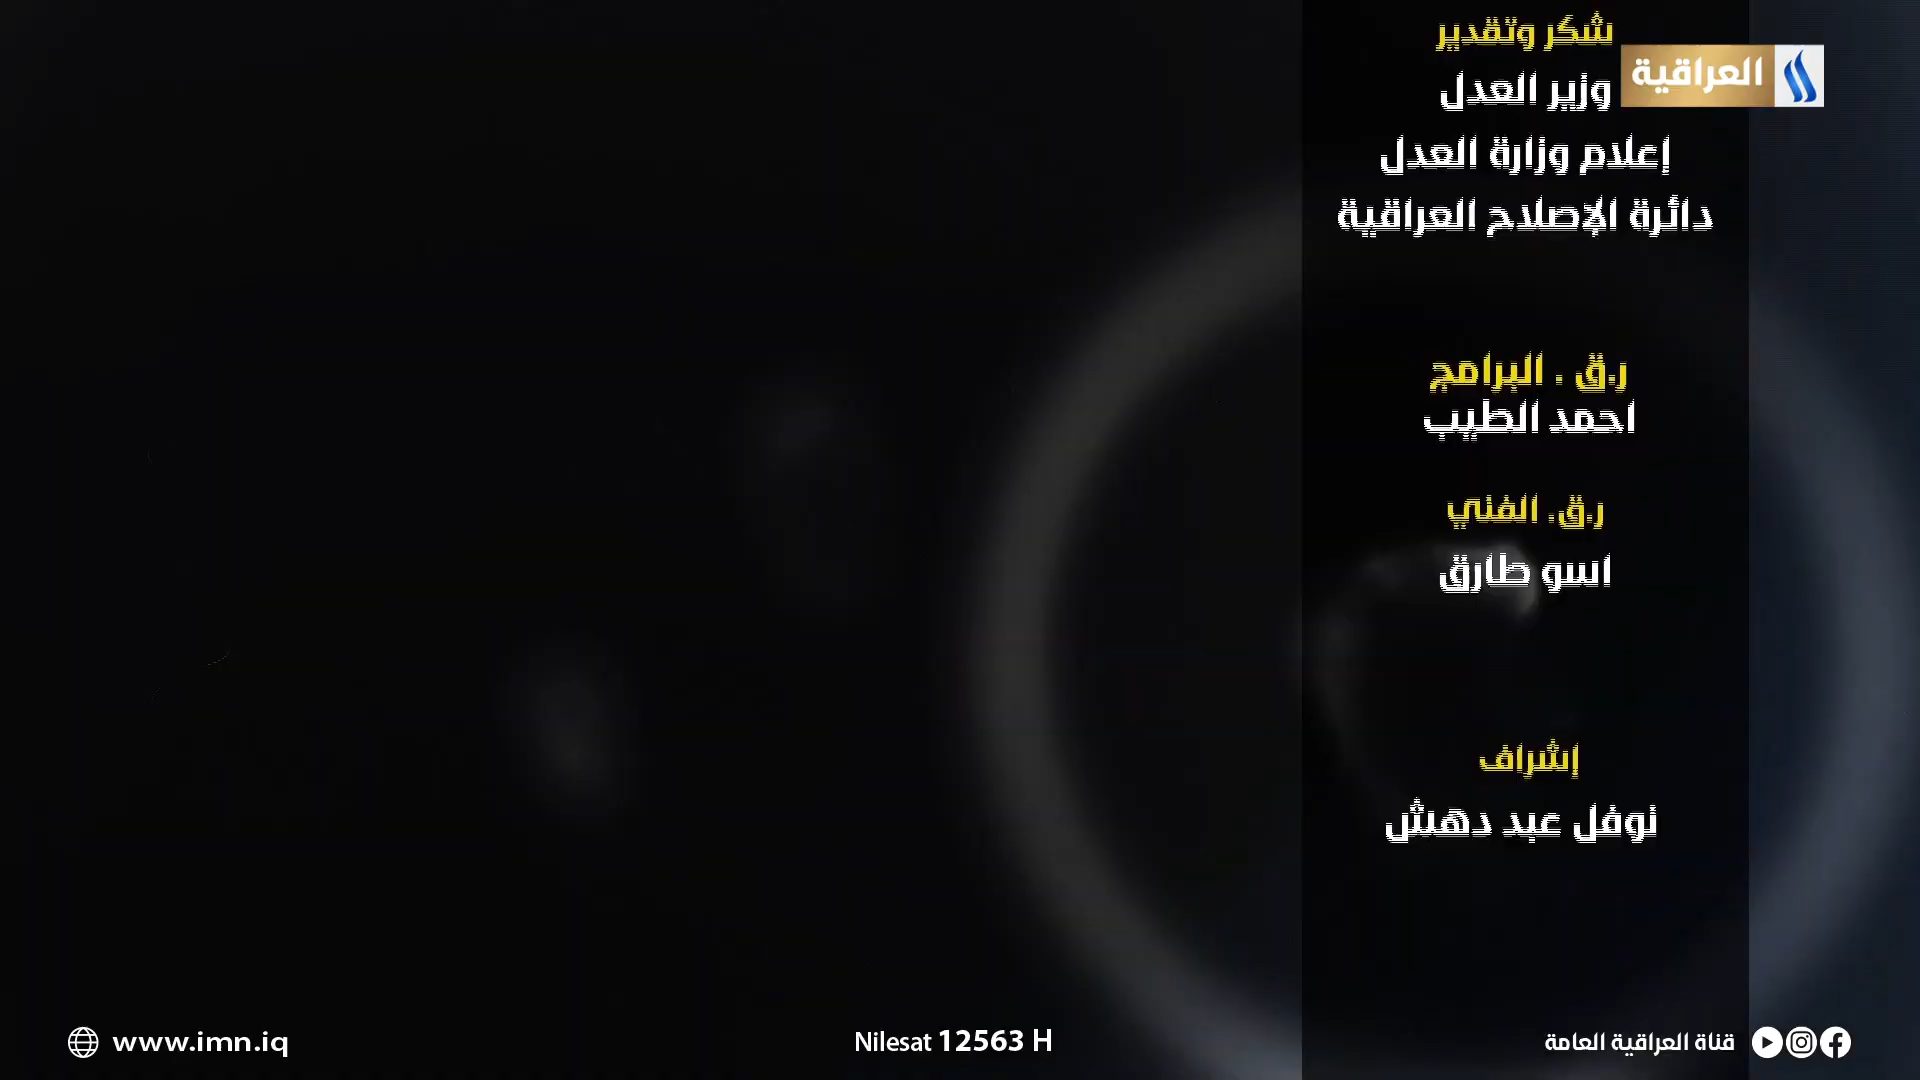 شكر وتقدير
العراقية
وزير العدل
إعلام وزارة العدل
دائرة الإصلاح العراقية
ر.ق . البرامج
احمد الطيب
ر.ق. الفني
اسو طارق
إشراف
نوفل عبد دهش
www.imn.iq
Nilesat 12563 H
قناة العراقية العامة